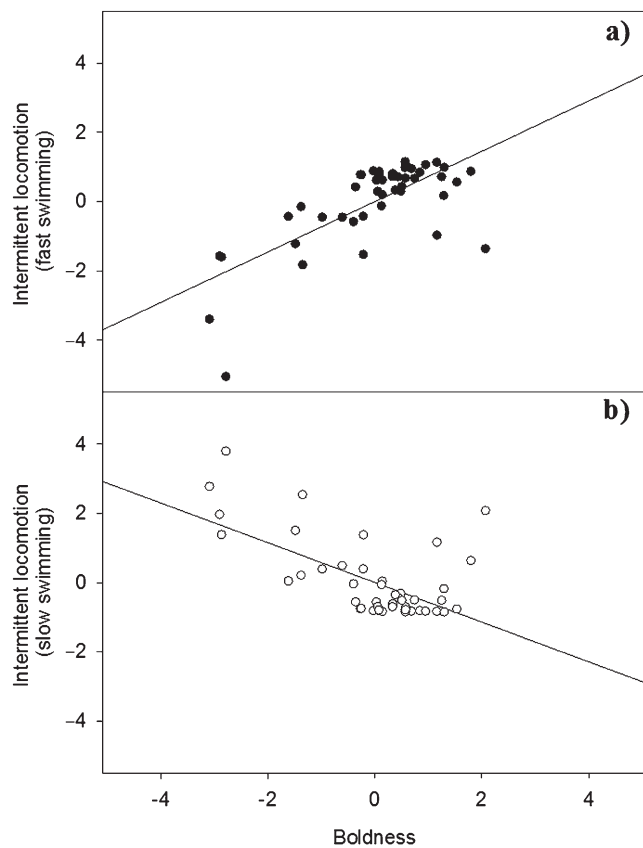 a)
Intermittent locomotion
(fast swimming)
4
2
0
−2
−4
b)
Intermittent locomotion
(slow swimming)
4
2
0
−2
−4
-4
-2
0
2
4
Boldness